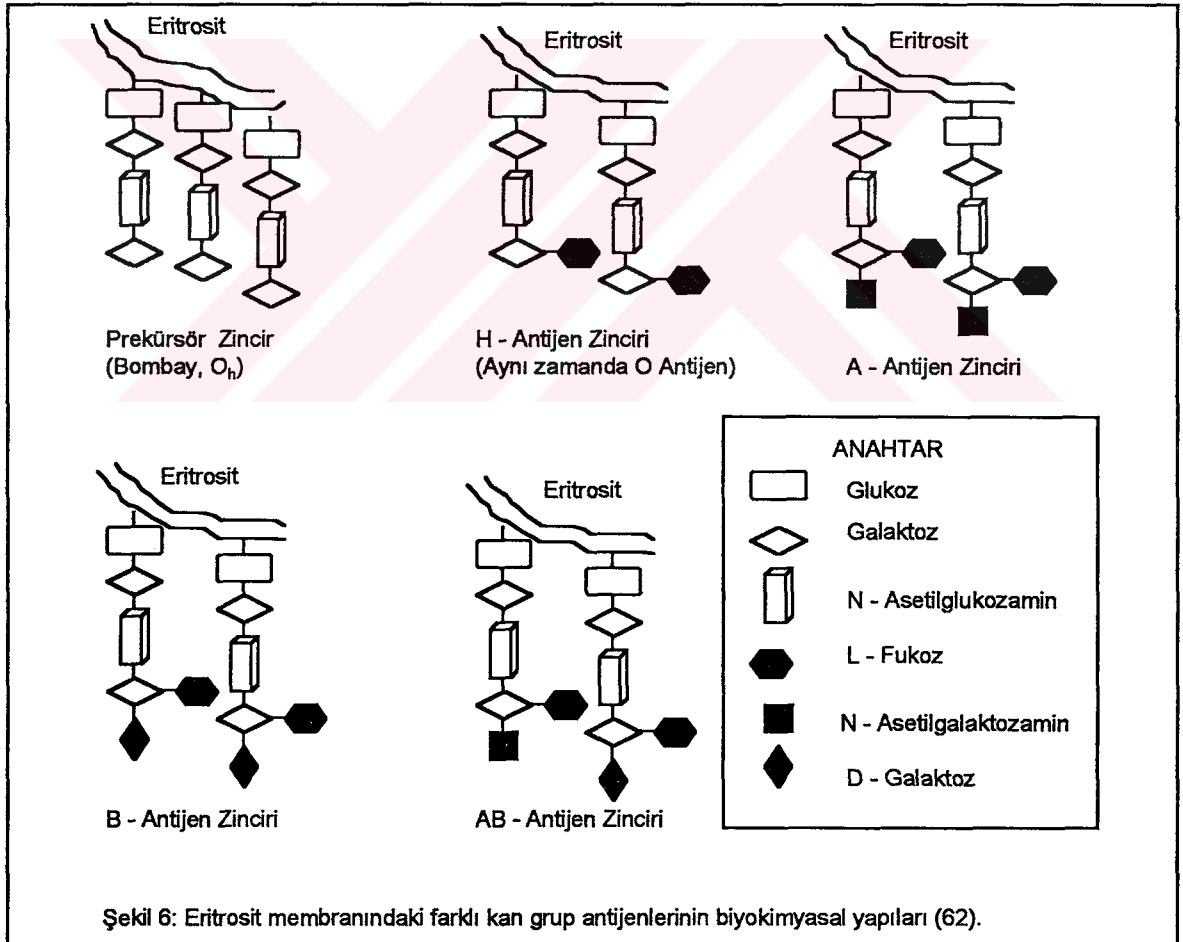 Eritrosit
Prekürsör Zincir
(Bombay, Oh)
Eritrosit
H - Antijen Zinciri
(Aynı zamanda O Antijen)
Eritrosit
A - Antijen Zinciri
Eritrosit
B - Antijen Zinciri
Eritrosit
AB - Antijen Zinciri
ANAHTAR
Glukoz
Galaktoz
N - Asetilglukozamin
L - Fukoz
N - Asetilgalaktozamin
D - Galaktoz
Şekil 6: Eritrosit membranındaki farklı kan grup antijenlerinin biyokimyasal yapıları (62).